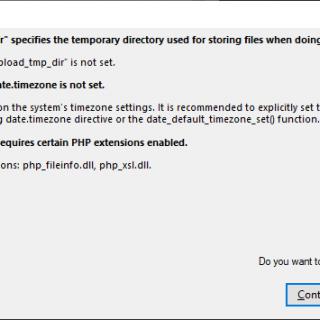 r" specifies the temporary directory used for storing files when doing
pload_tmp_dir" is not set.
ate.timezone is not set.
on the system's timezone settings. It is recommended to explicitly set t
g date.timezone directive or the date_default_timezone_set() function.
equires certain PHP extensions enabled.
ons: php_fileinfo.dll, php_xsl.dll.
Do you want to
Cont